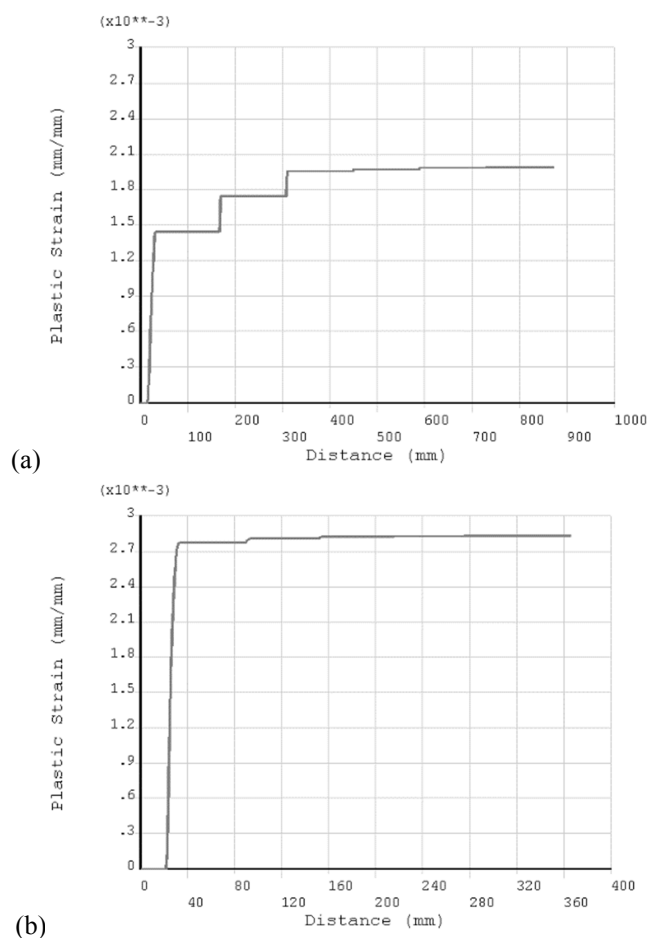 (x10**-3)
3
2.7
2.4
2.1
1.8
1.5
1.2
.9
.6
.3
0
Plastic Strain (mm/mm)
0 200 400 600 800 1000
100 300 500 700 900
Distance (mm)
(a)
(x10**-3)
3
2.7
2.4
2.1
1.8
1.5
1.2
.9
.6
.3
0
Plastic Strain (mm/mm)
0 80 160 240 320 400
40 120 200 280 360
Distance (mm)
(b)